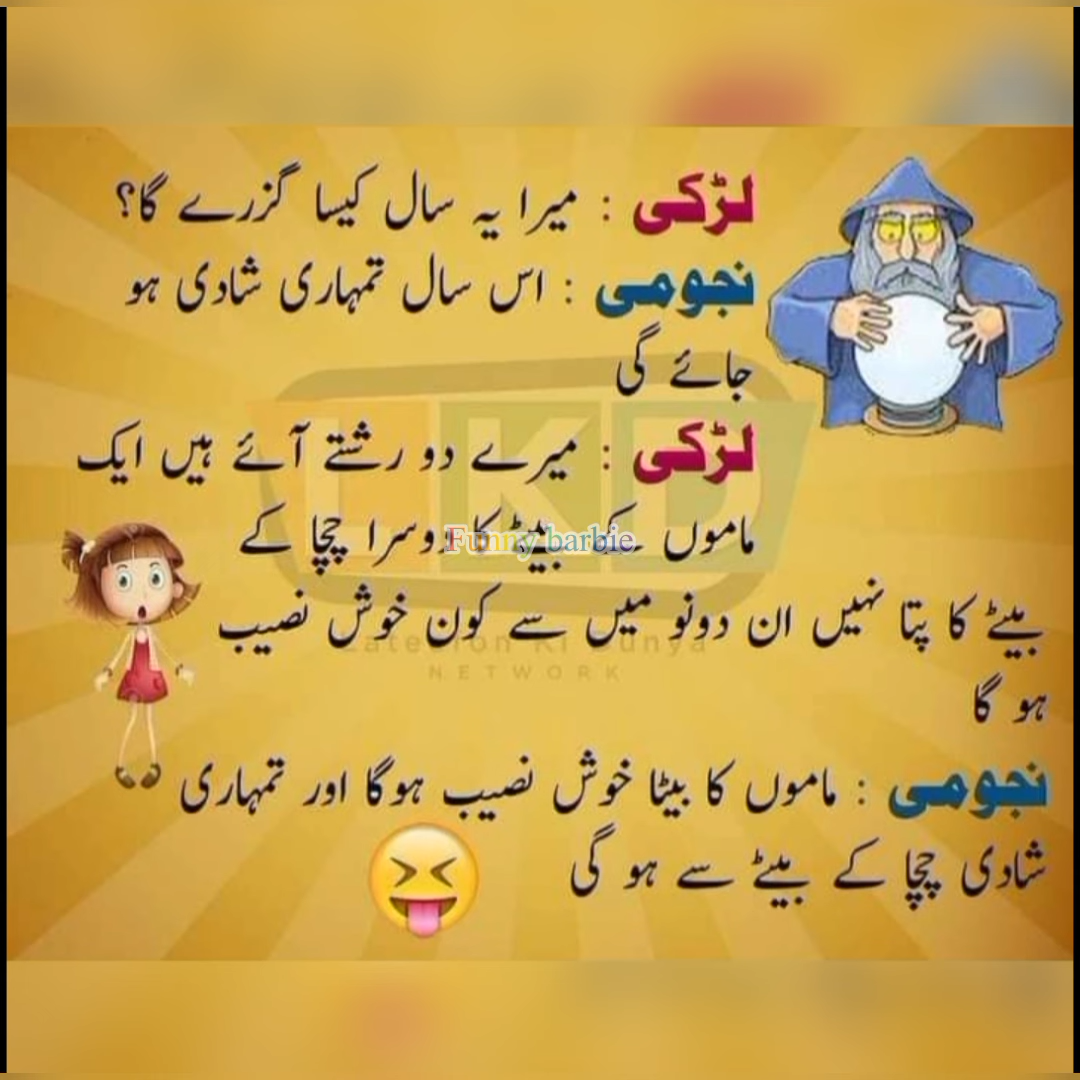 لڑکی : میرا یہ سال کیسا گزرے گا؟
نجومی : اس سال تمہاری شادی ہو
جائے گی
لڑکی : میرے دو رشتے آئے ہیں ایک
ماموں کے بیٹے کا دوسرا چچا کے
Funny barbie
بیٹے کا پتا نہیں ان دونو میں سے کون خوش نصیب
ہو گا
نجومی : ماموں کا بیٹا خوش نصیب ہوگا اور تمہاری
شادی چچا کے بیٹے سے ہو گی
LKD
Lateefon Ki Dunya
NETWORK